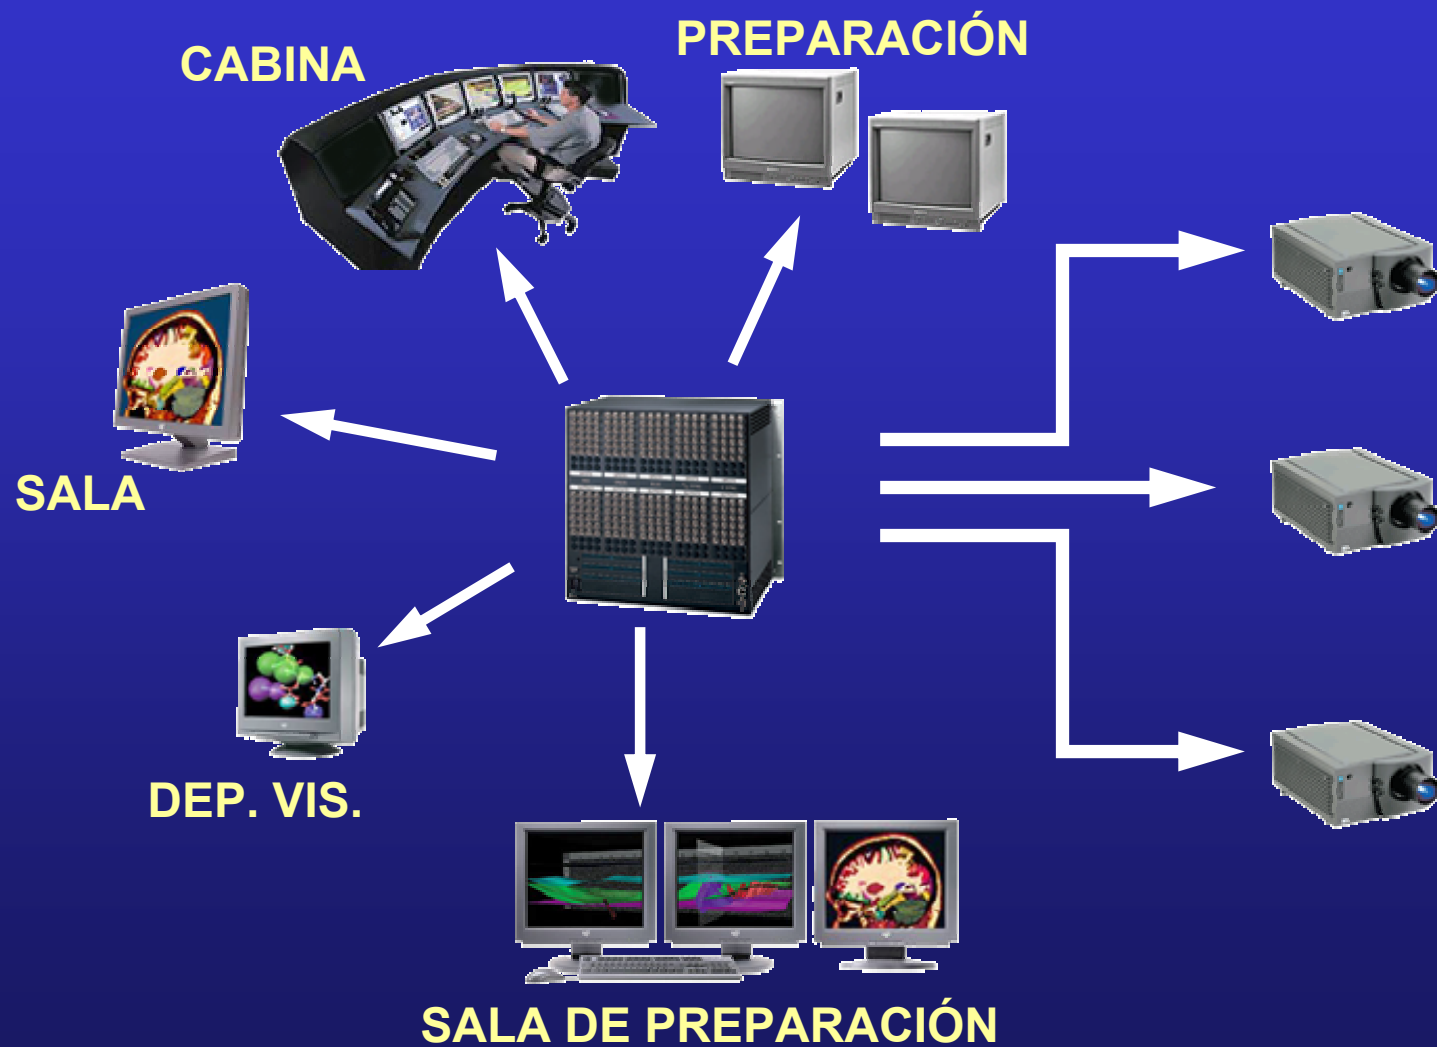 PREPARACIÓN
CABINA
SALA
DEP. VIS.
SALA DE PREPARACIÓN